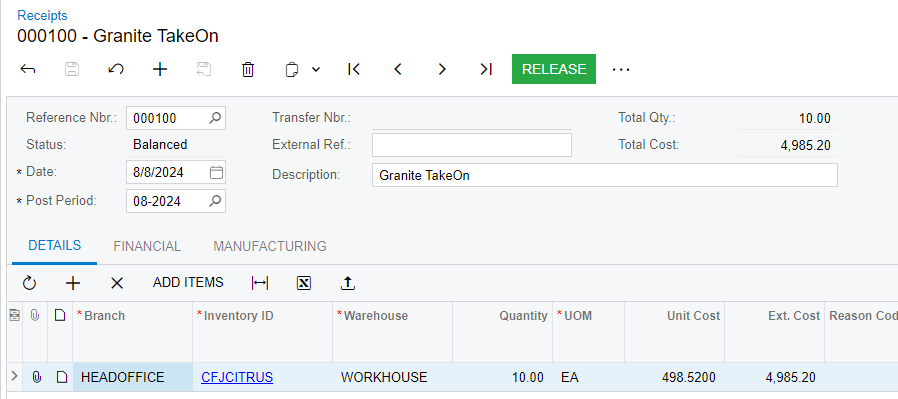 Receipts
000100 - Granite TakeOn
RELEASE
Reference Nbr.: 000100 Transfer Nbr.: Total Qty.: 10.00
Status: Balanced External Ref.: Total Cost: 4,985.20
* Date: 8/8/2024 Description: Granite TakeOn
* Post Period: 08-2024
DETAILS FINANCIAL MANUFACTURING
ADD ITEMS
* Branch * Inventory ID * Warehouse Quantity * UOM Unit Cost Ext. Cost Reason Cod
HEADOFFICE CFJCITRUS WORKHOUSE 10.00 EA 498.5200 4,985.20